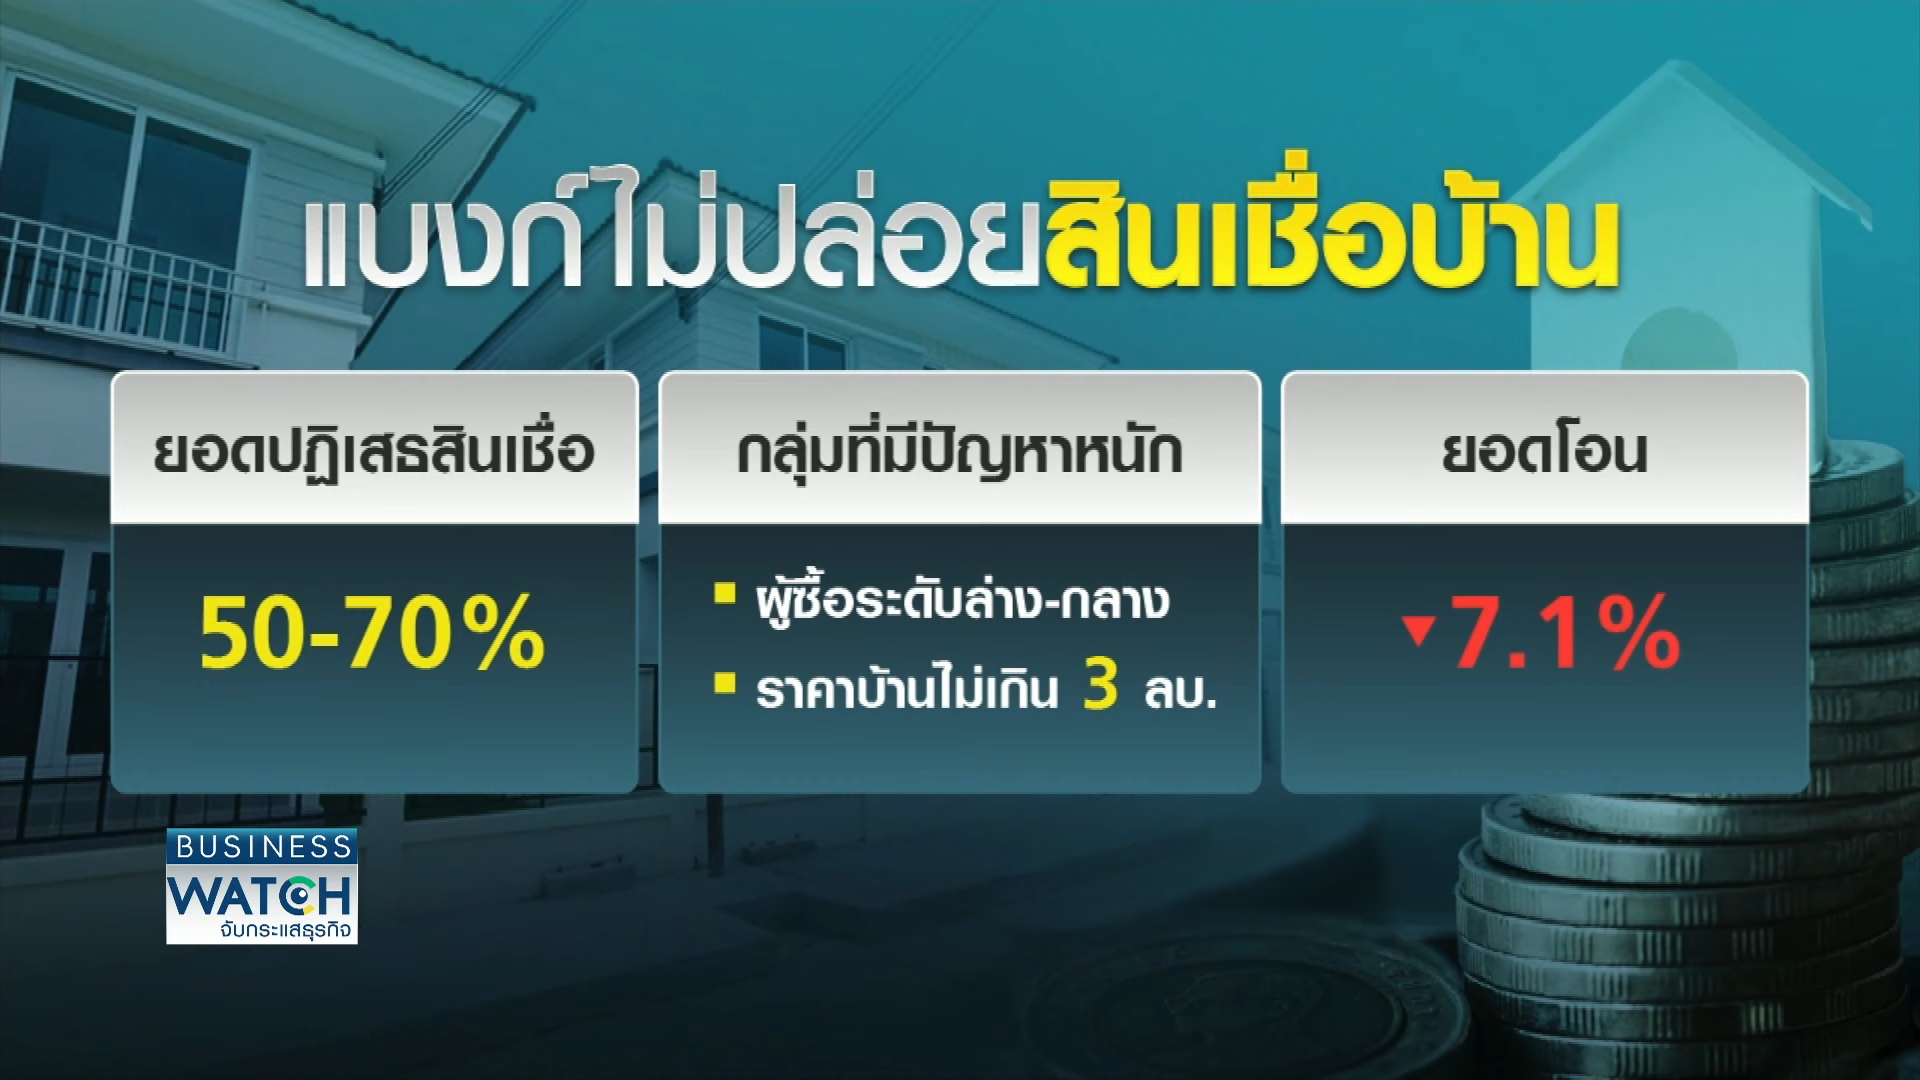 แบงก์ไม่ปล่อยสินเชื่อบ้าน
ยอดปฏิเสธสินเชื่อ
50-70%
กลุ่มที่มีปัญหาหนัก
ผู้ซื้อระดับล่าง-กลาง
ราคาบ้านไม่เกิน 3 ลบ.
ยอดโอน
▼7.1%
BUSINESS
WATCH
จับกระแสธุรกิจ